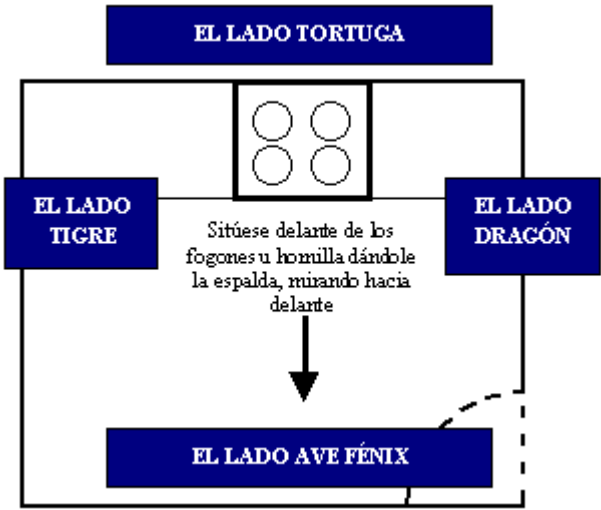 EL LADO TORTUGA
EL LADO
TIGRE
EL LADO
DRAGÓN
Sitúese delante de los
fogones u hornilla dándole
la espalda, mirando hacia
delante
EL LADO AVE FÉNIX